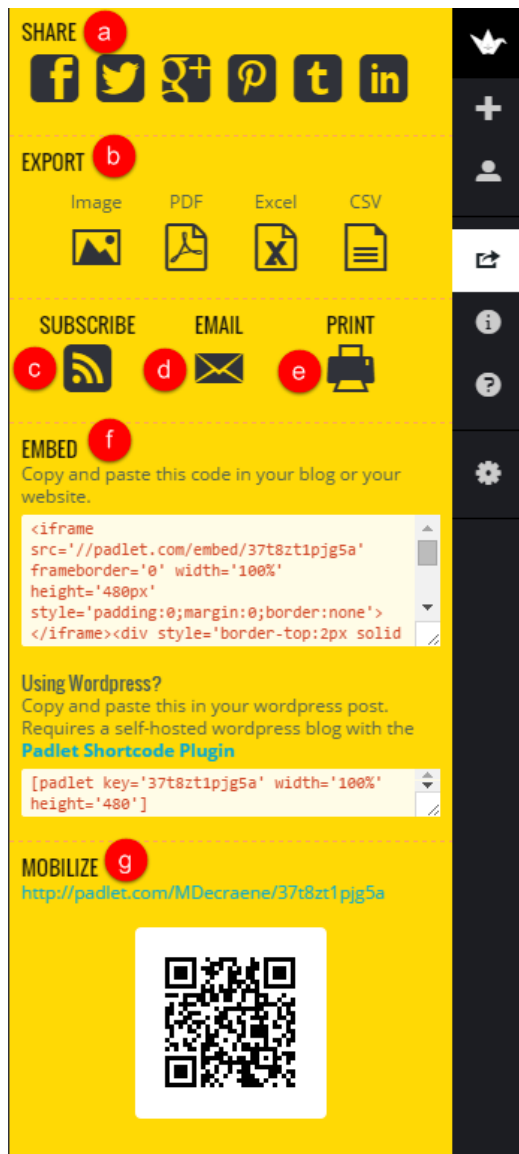 SHARE a
EXPORT b
Image PDF Excel CSV
SUBSCRIBE EMAIL PRINT
c d e
EMBED f
Copy and paste this code in your blog or your
website.
<iframe
src='//padlet.com/embed/37t8zt1pjg5a'
frameborder='0' width='100%'
height='480px'
style='padding:0;margin:0;border:none'>
</iframe><div style='border-top:2px solid
Using Wordpress?
Copy and paste this in your wordpress post.
Requires a self-hosted wordpress blog with the
Padlet Shortcode Plugin
[padlet key='37t8zt1pjg5a' width='100%'
height='480']
MOBILIZE g
http://padlet.com/MDecraene/37t8zt1pjg5a